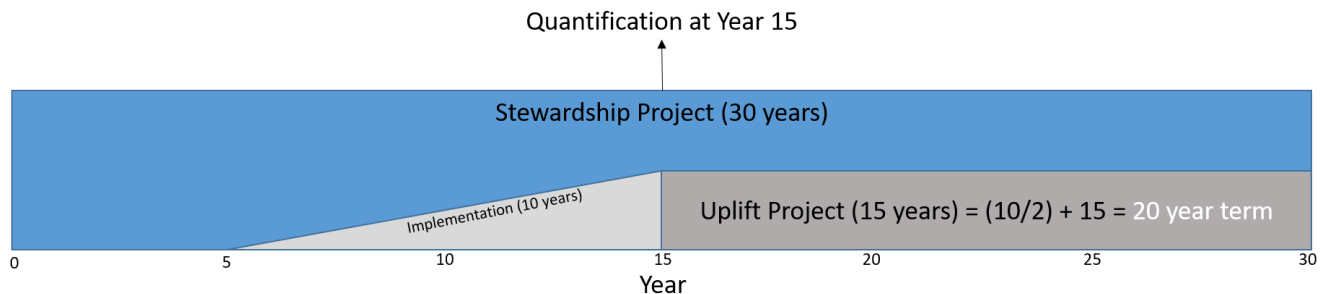 Quantification at Year 15
Stewardship Project (30 years)
Implementation (10 years)
Uplift Project (15 years) = (10/2) + 15 = 20 year term
0 5 10 15 20 25 30
Year